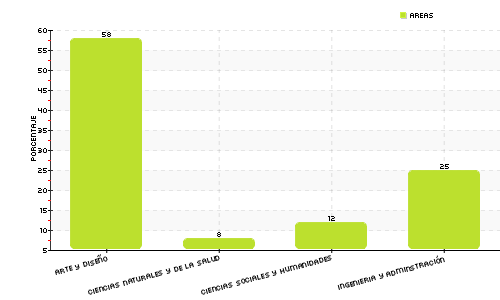 AREAS
PORCENTAJE
60
55
50
45
40
35
30
25
20
15
10
5
58
8
12
25
ARTE Y DISEÑO
CIENCIAS NATURALES Y DE LA SALUD
CIENCIAS SOCIALES Y HUMANIDADES
INGENIERIA Y ADMINSTRACIÓN